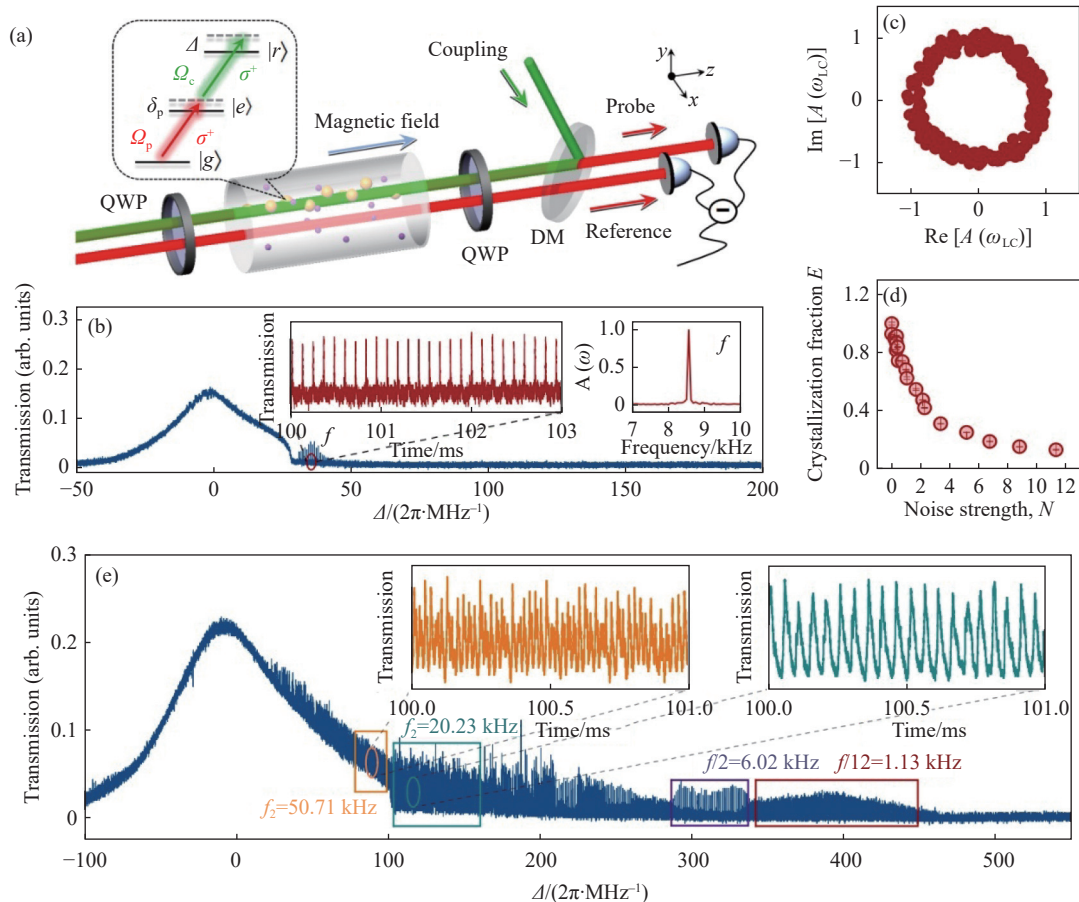 (a)
Δ
|r⟩
Ω_c
σ⁺
δ_p
|e⟩
Ω_p
σ⁺
|g⟩
QWP
Magnetic field
Coupling
y
z
x
Probe
QWP
DM
Reference
(b)
Transmission (arb. units)
0.3
0.2
0.1
0
−50
0
50
100
150
200
Δ/(2π·MHz⁻¹)
Transmission
100
101
102
103
Time/ms
f
A (ω)
1.0
0.5
0
7
8
9
10
Frequency/kHz
f
(c)
Im [A (ω_LC)]
1
0
−1
−1
0
1
Re [A (ω_LC)]
(d)
Crystallization fraction E
1.2
0.8
0.4
0
0
2
4
6
8
10
12
Noise strength, N
(e)
Transmission (arb. units)
0.3
0.2
0.1
0
−100
0
100
200
300
400
500
Δ/(2π·MHz⁻¹)
Transmission
100.0
100.5
101.0
Time/ms
Transmission
100.0
100.5
101.0
Time/ms
f₂=20.23 kHz
f₂=50.71 kHz
f/2=6.02 kHz
f/12=1.13 kHz